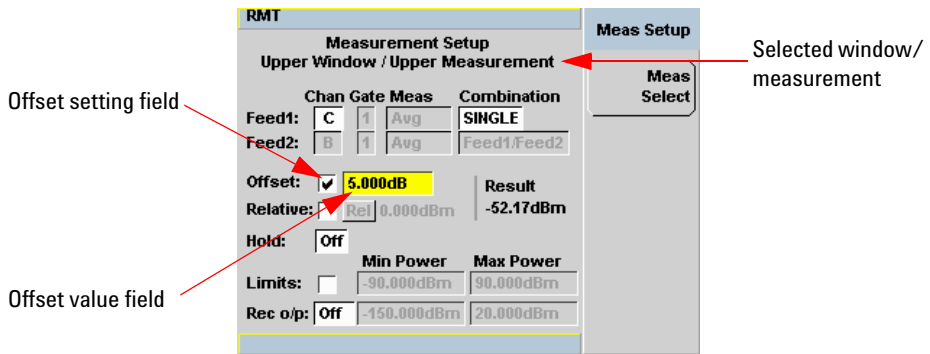 RMT
Meas Setup
Measurement Setup
Upper Window / Upper Measurement
Selected window/
measurement
Meas
Select
Offset setting field
Chan Gate Meas Combination
Feed1: C 1 Avg SINGLE
Feed2: B 1 Avg Feed1/Feed2
Offset: 5.000dB
Result
Relative: Rel 0.000dBm -52.17dBm
Hold: Off
Min Power Max Power
Offset value field
Limits: -90.000dBm 90.000dBm
Rec o/p: Off -150.000dBm 20.000dBm